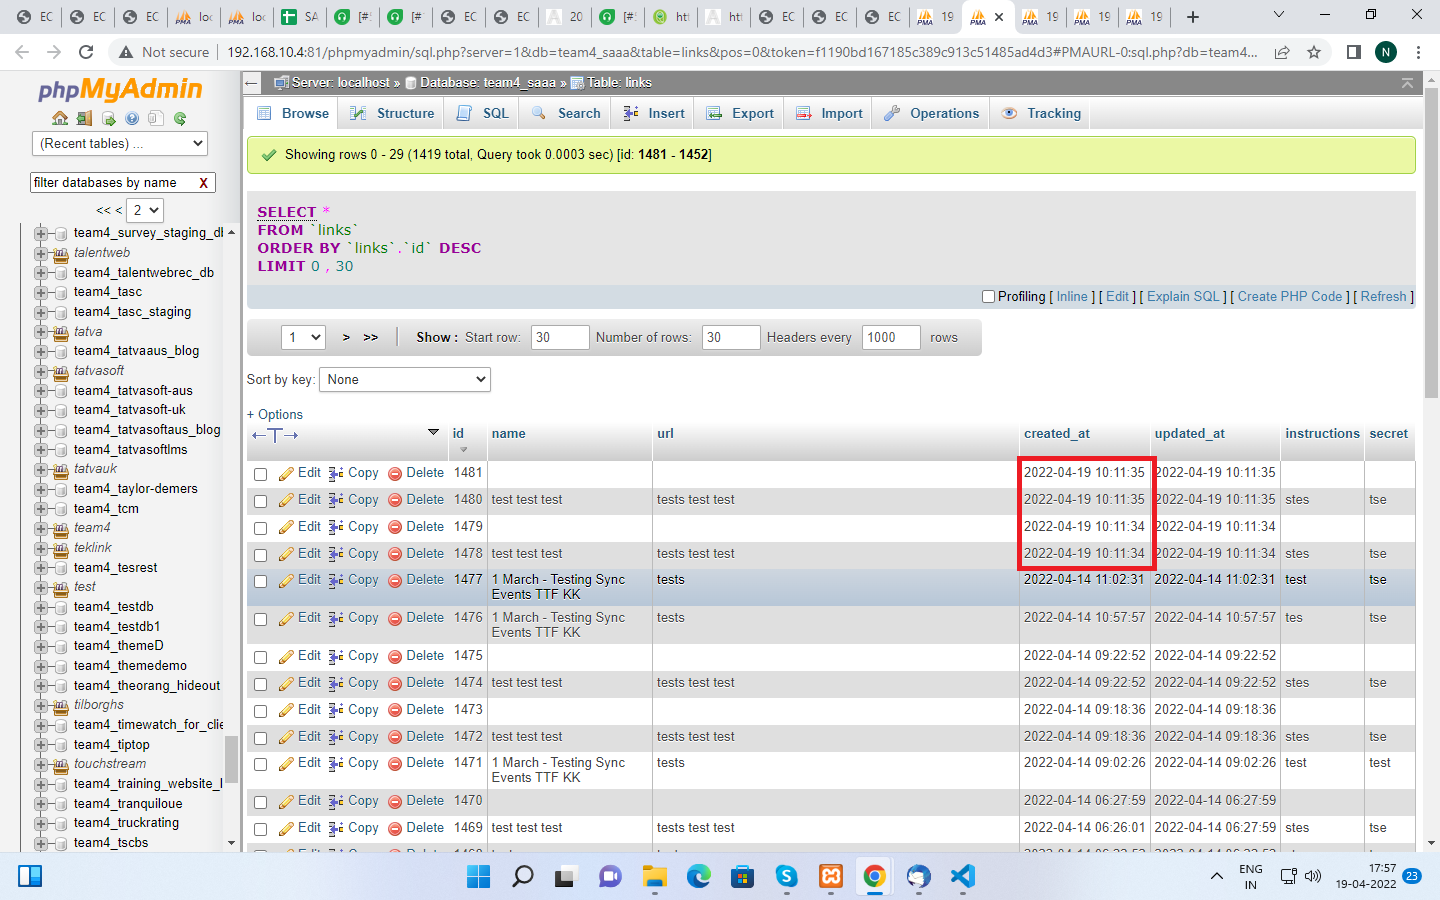 EC
EC
EC
loc
loc
SA
[#
[#
EC
EC
20
[#
htt
htt
EC
EC
EC
19
19
19
19
Not secure
192.168.10.4:81/phpmyadmin/sql.php?server=1&db=team4_saaa&table=links&pos=0&token=f1190bd167185c389c913c51485ad4d3#PMAURL-0:sql.php?db=team4...
N
phpMyAdmin
(Recent tables) ...
filter databases by name X
<< < 2
team4_survey_staging_db
talentweb
team4_talentwebrec_db
team4_tasc
team4_tasc_staging
tatva
team4_tatvaaus_blog
tatvasoft
team4_tatvasoft-aus
team4_tatvasoft-uk
team4_tatvasoftaus_blog
team4_tatvasoftlms
tatvauk
team4_taylor-demers
team4_tcm
team4
teklink
team4_tesrest
test
team4_testdb
team4_testdb1
team4_themeD
team4_themedemo
team4_theorang_hideout
tilborghs
team4_timewatch_for_clie
team4_tiptop
touchstream
team4_training_website_l
team4_tranquiloue
team4_truckrating
team4_tscbs
Server: localhost » Database: team4_saaa » Table: links
Browse Structure SQL Search Insert Export Import Operations Tracking
Showing rows 0 - 29 (1419 total, Query took 0.0003 sec) [id: 1481 - 1452]
SELECT *
FROM `links`
ORDER BY `links`.`id` DESC
LIMIT 0 , 30
Profiling [ Inline ] [ Edit ] [ Explain SQL ] [ Create PHP Code ] [ Refresh ]
1 > >> Show : Start row: 30 Number of rows: 30 Headers every 1000 rows
Sort by key: None
+ Options
←T→ id name url created_at updated_at instructions secret
Edit Copy Delete 1481 2022-04-19 10:11:35 2022-04-19 10:11:35
Edit Copy Delete 1480 test test test tests test test 2022-04-19 10:11:35 2022-04-19 10:11:35 stes tse
Edit Copy Delete 1479 2022-04-19 10:11:34 2022-04-19 10:11:34
Edit Copy Delete 1478 test test test tests test test 2022-04-19 10:11:34 2022-04-19 10:11:34 stes tse
Edit Copy Delete 1477 1 March - Testing Sync tests 2022-04-14 11:02:31 2022-04-14 11:02:31 test tse
Events TTF KK
Edit Copy Delete 1476 1 March - Testing Sync tests 2022-04-14 10:57:57 2022-04-14 10:57:57 tes tse
Events TTF KK
Edit Copy Delete 1475 2022-04-14 09:22:52 2022-04-14 09:22:52
Edit Copy Delete 1474 test test test tests test test 2022-04-14 09:22:52 2022-04-14 09:22:52 stes tse
Edit Copy Delete 1473 2022-04-14 09:18:36 2022-04-14 09:18:36
Edit Copy Delete 1472 test test test tests test test 2022-04-14 09:18:36 2022-04-14 09:18:36 stes tse
Edit Copy Delete 1471 1 March - Testing Sync tests 2022-04-14 09:02:26 2022-04-14 09:02:26 test test
Events TTF KK
Edit Copy Delete 1470 2022-04-14 06:27:59 2022-04-14 06:27:59
Edit Copy Delete 1469 test test test tests test test 2022-04-14 06:26:01 2022-04-14 06:27:59 stes tse
ENG
IN
17:57
19-04-2022
23